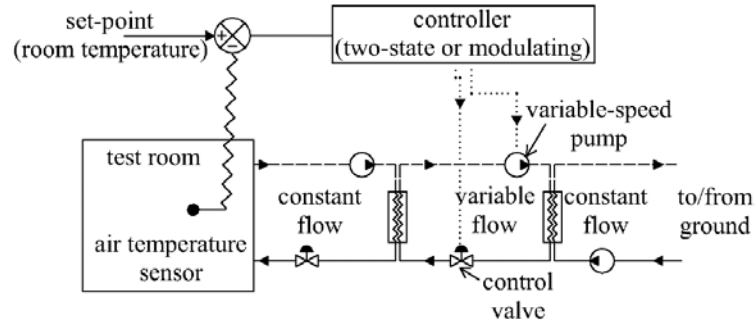 set-point
(room temperature)
+
−
controller
(two-state or modulating)
variable-speed
pump
test room
constant
flow
variable
flow
constant
flow
to/from
ground
air temperature
sensor
control
valve